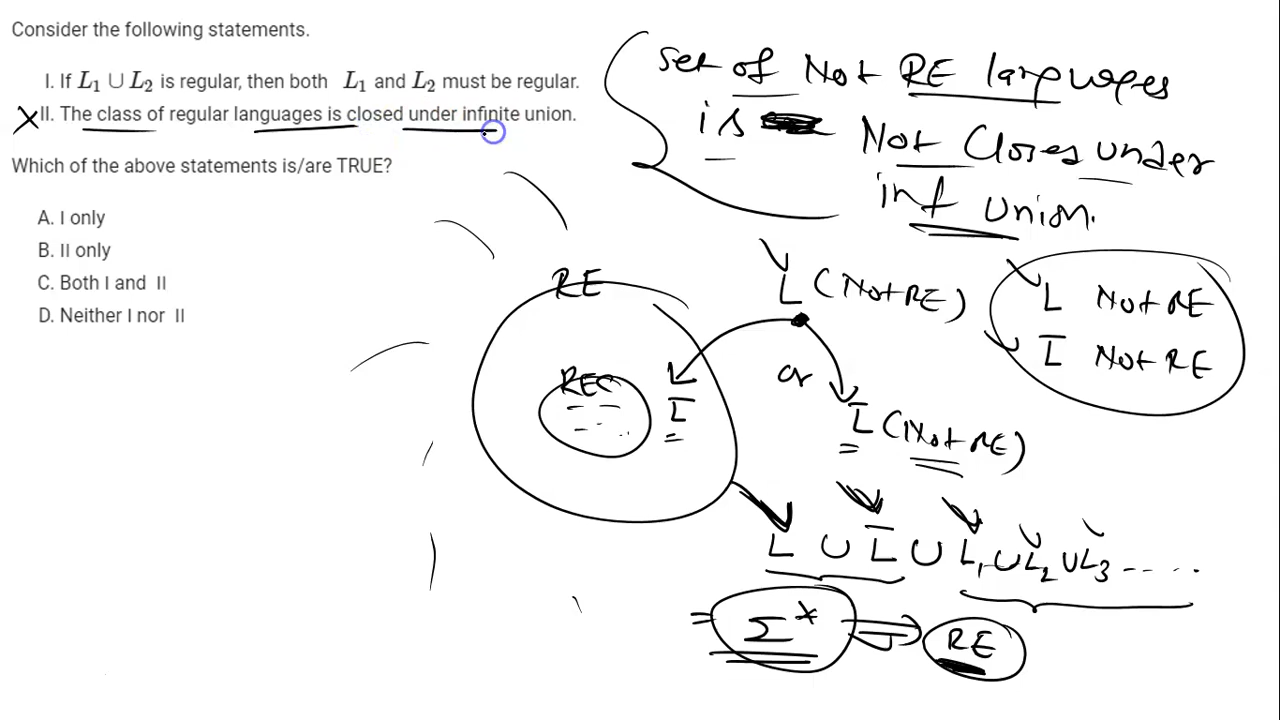 Consider the following statements.
I. If L₁ ∪ L₂ is regular, then both L₁ and L₂ must be regular.
XII. The class of regular languages is closed under infinite union.
Which of the above statements is/are TRUE?
A. I only
B. II only
C. Both I and II
D. Neither I nor II
Set of Not RE languages
is
Not Closed under
inf union.
RE
L (Not RE)
L Not RE
L̅ Not RE
REC
L
L̅
or
L̅ (Not RE)
L ∪ L̅ ∪ L₁ ∪ L₂ ∪ L₃ - - - - .
= Σ* ⇒ RE